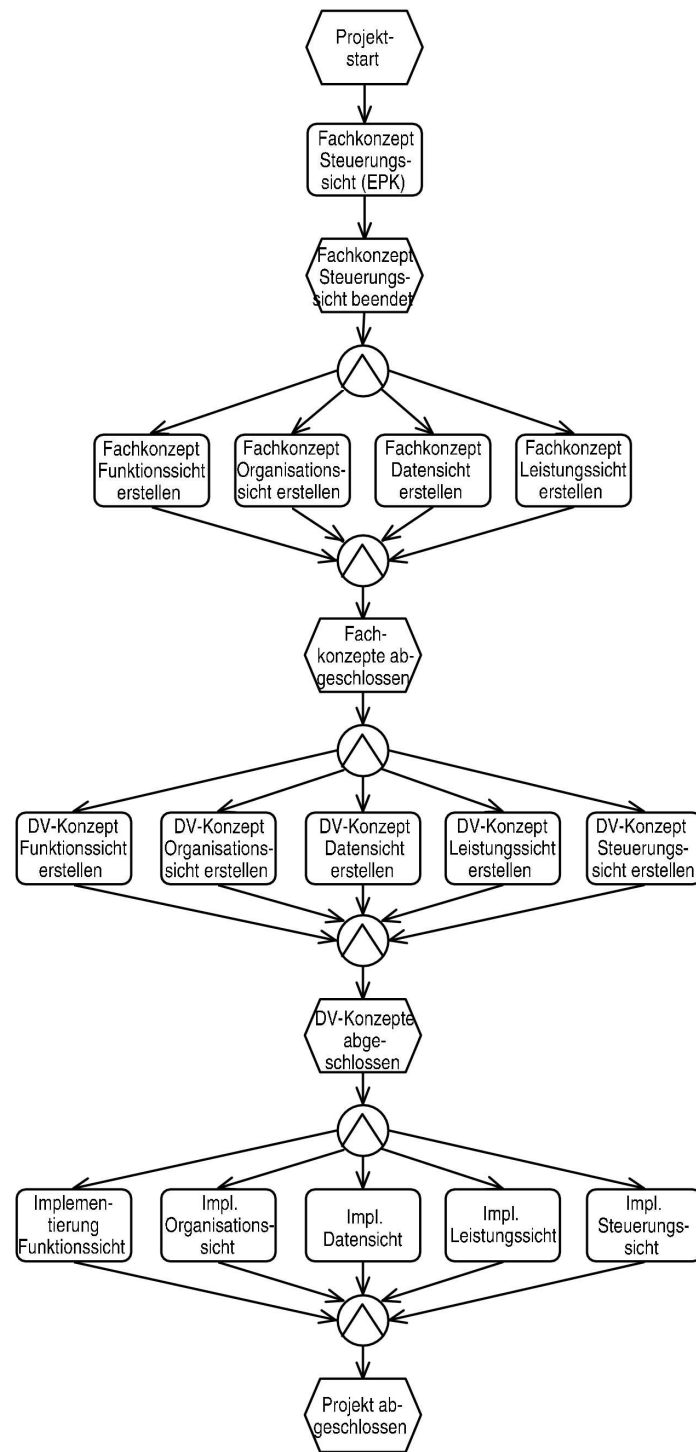 Projekt-
start
Fachkonzept
Steuerungs-
sicht (EPK)
Fachkonzept
Steuerungs-
sicht beendet
Fachkonzept
Funktionssicht
erstellen
Fachkonzept
Organisations-
sicht erstellen
Fachkonzept
Datensicht
erstellen
Fachkonzept
Leistungssicht
erstellen
Fach-
konzepte ab-
geschlossen
DV-Konzept
Funktionssicht
erstellen
DV-Konzept
Organisations-
sicht erstellen
DV-Konzept
Datensicht
erstellen
DV-Konzept
Leistungssicht
erstellen
DV-Konzept
Steuerungs-
sicht erstellen
DV-Konzepte
abge-
schlossen
Implemen-
tierung
Funktionssicht
Impl.
Organisations-
sicht
Impl.
Datensicht
Impl.
Leistungssicht
Impl.
Steuerungs-
sicht
Projekt ab-
geschlossen